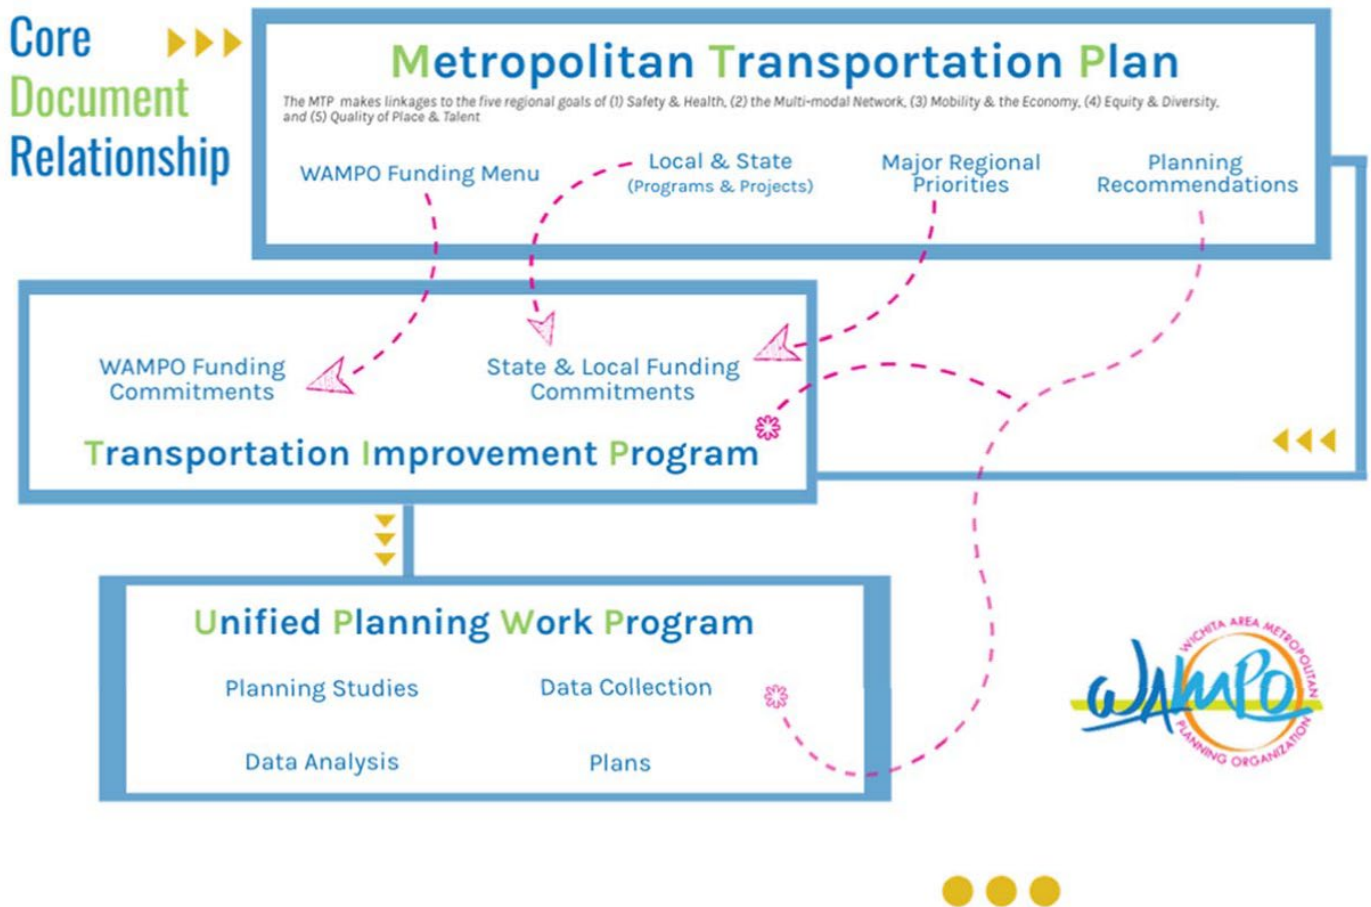 Core
Document
Relationship
Metropolitan Transportation Plan
The MTP makes linkages to the five regional goals of (1) Safety & Health, (2) the Multi-modal Network, (3) Mobility & the Economy, (4) Equity & Diversity,
and (5) Quality of Place & Talent
WAMPO Funding Menu
Local & State
(Programs & Projects)
Major Regional
Priorities
Planning
Recommendations
WAMPO Funding
Commitments
State & Local Funding
Commitments
Transportation Improvement Program
Unified Planning Work Program
Planning Studies
Data Collection
Data Analysis
Plans
WICHITA AREA METROPOLITAN
WAMPO
PLANNING ORGANIZATION